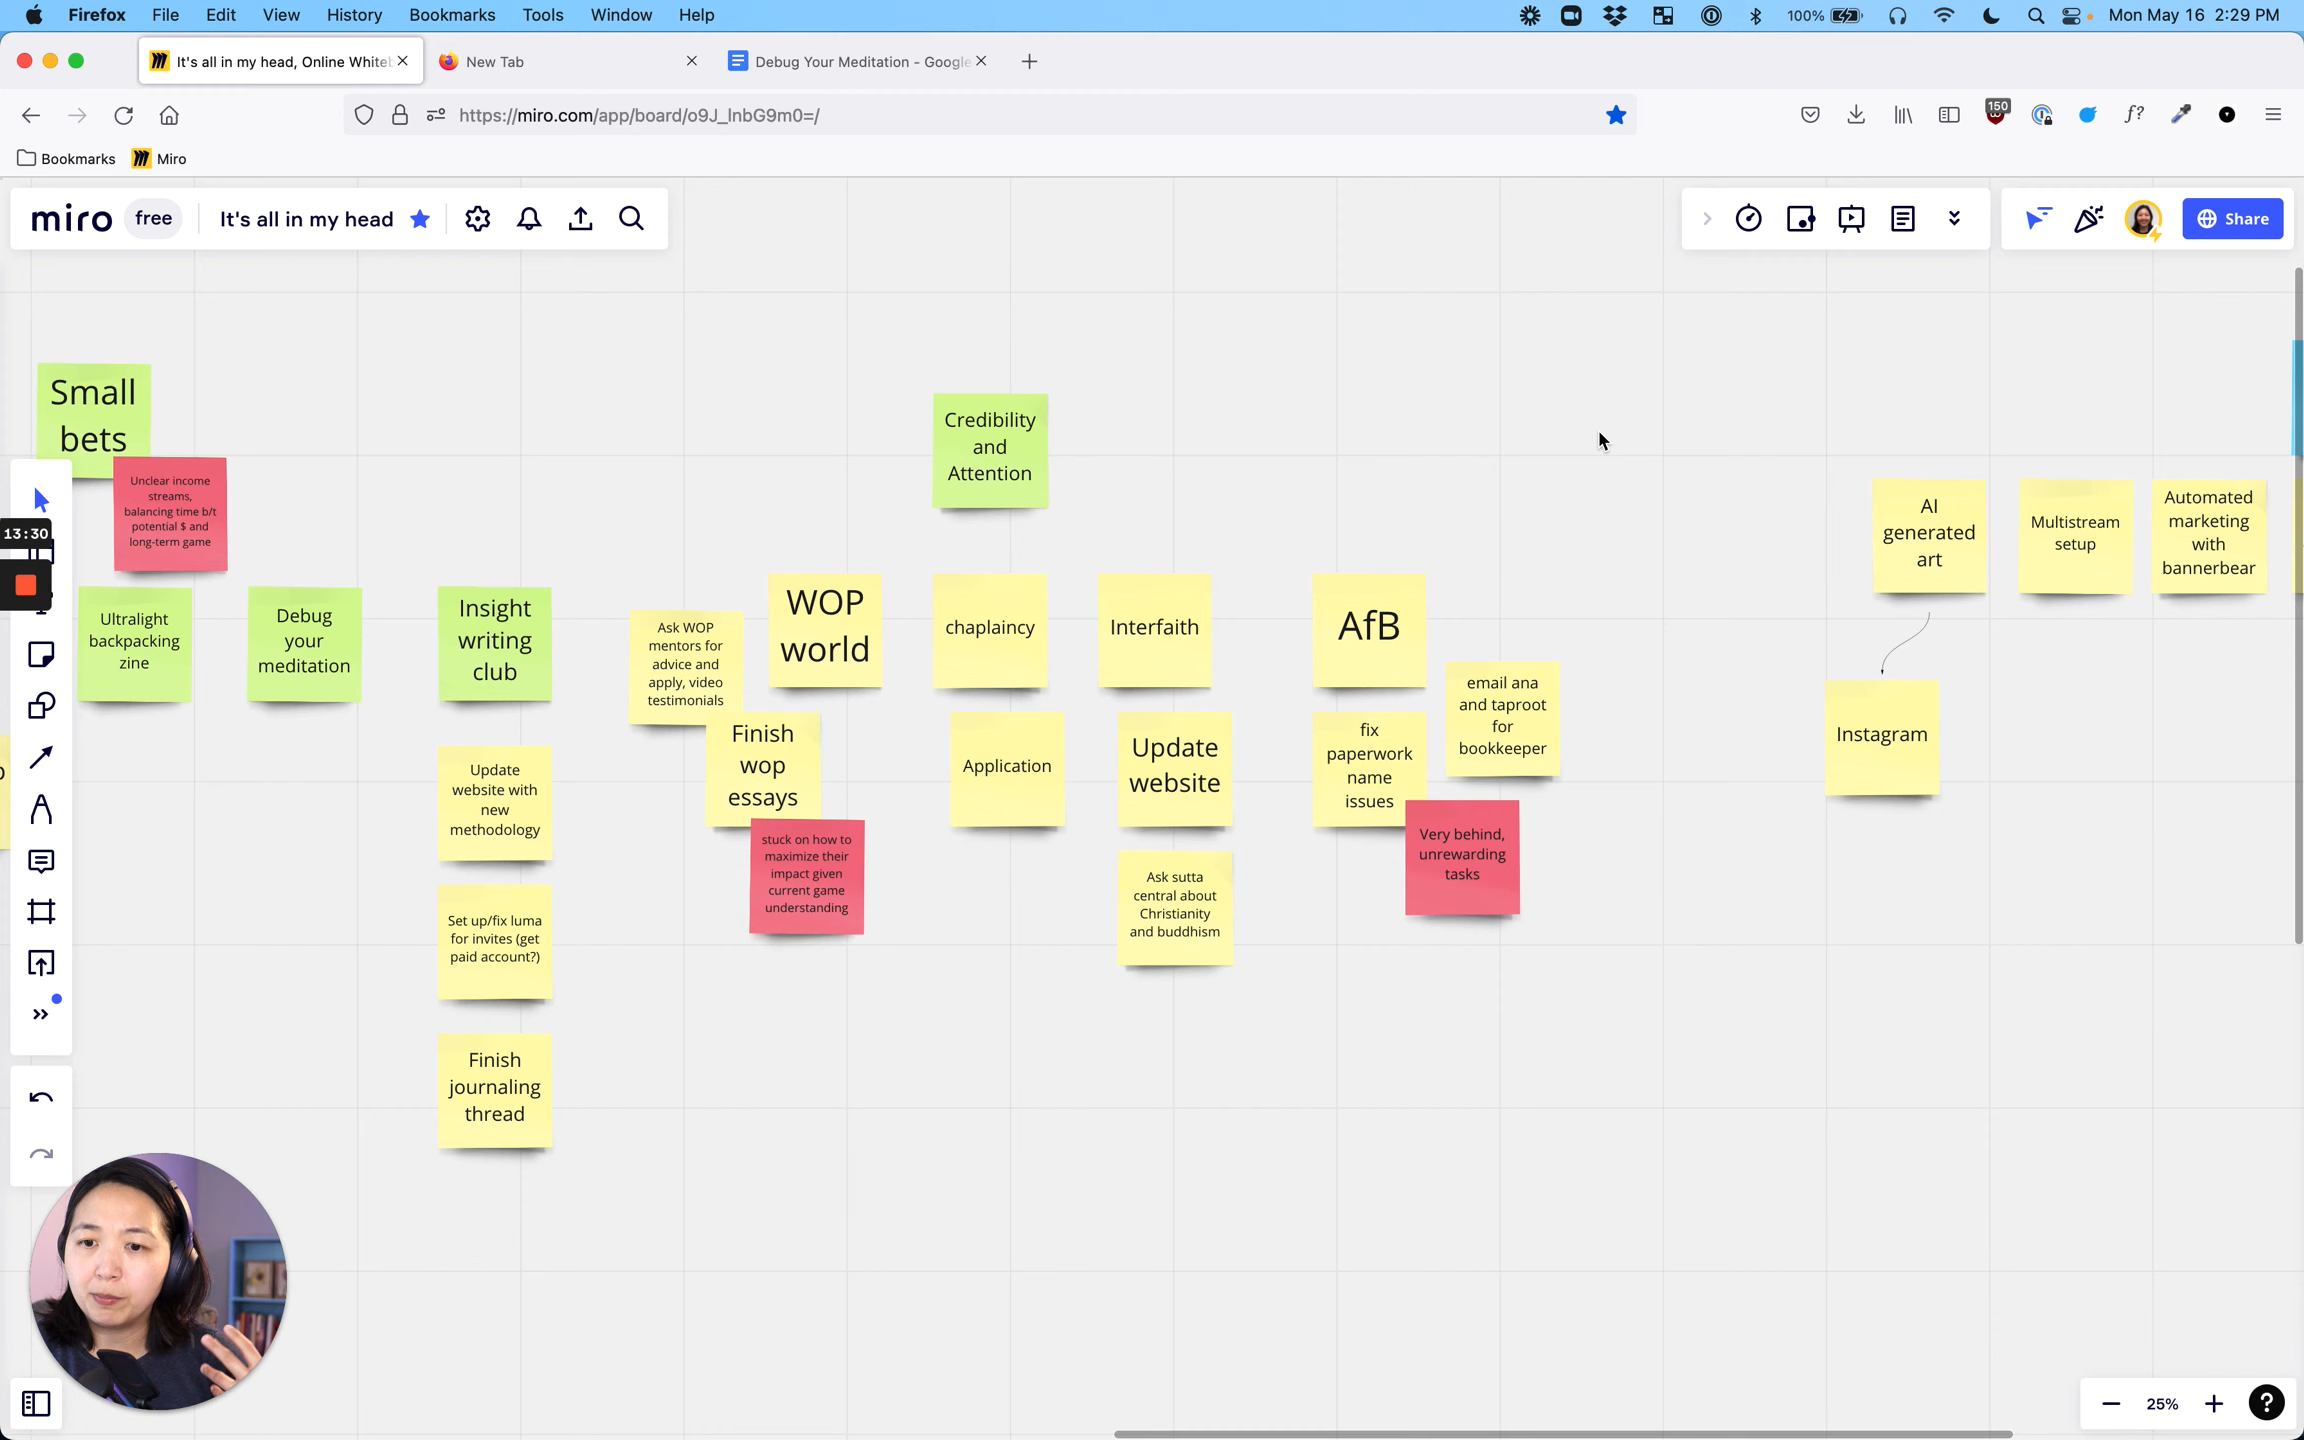 Firefox File Edit View History Bookmarks Tools Window Help
100%
Mon May 16 2:29 PM
It's all in my head, Online White
New Tab
Debug Your Meditation - Google
https://miro.com/app/board/o9J_lnbG9m0=/
150
f?
Bookmarks
Miro
miro
free
It's all in my head
Share
Small
bets
Unclear income
streams,
balancing time b/t
potential $ and
long-term game
13:30
Ultralight
backpacking
zine
Debug
your
meditation
Insight
writing
club
Update
website with
new
methodology
Set up/fix luma
for invites (get
paid account?)
Finish
journaling
thread
Credibility
and
Attention
Ask WOP
mentors for
advice and
apply, video
testimonials
WOP
world
Finish
wop
essays
stuck on how to
maximize their
impact given
current game
understanding
chaplaincy
Application
Interfaith
Update
website
Ask sutta
central about
Christianity
and buddhism
AfB
fix
paperwork
name
issues
email ana
and taproot
for
bookkeeper
Very behind,
unrewarding
tasks
AI
generated
art
Instagram
Multistream
setup
Automated
marketing
with
bannerbear
25%